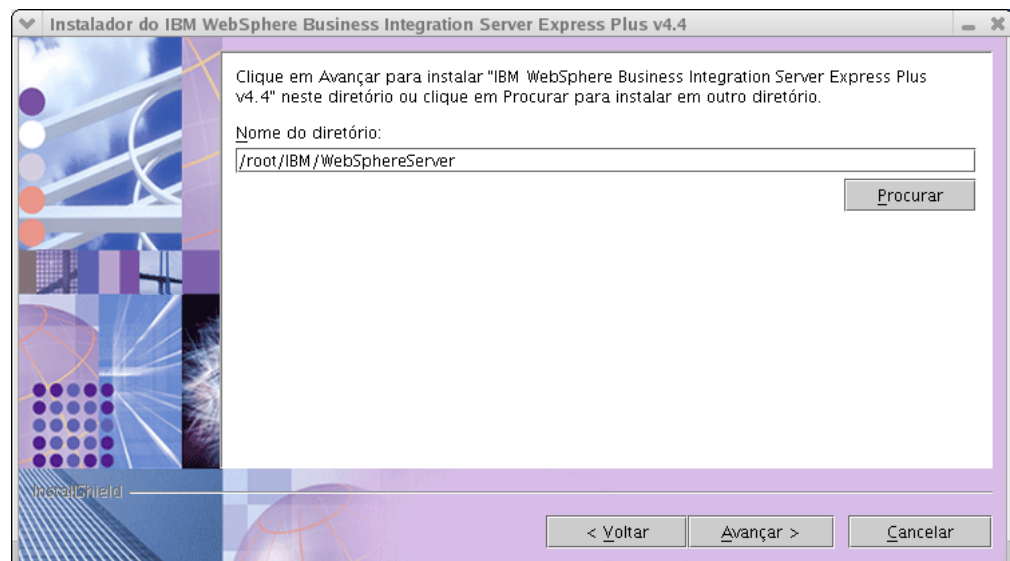 Instalador do IBM WebSphere Business Integration Server Express Plus v4.4
Clique em Avançar para instalar "IBM WebSphere Business Integration Server Express Plus
v4.4" neste diretório ou clique em Procurar para instalar em outro diretório.
Nome do diretório:
/root/IBM/WebSphereServer
Procurar
InstallShield
< Voltar
Avançar >
Cancelar